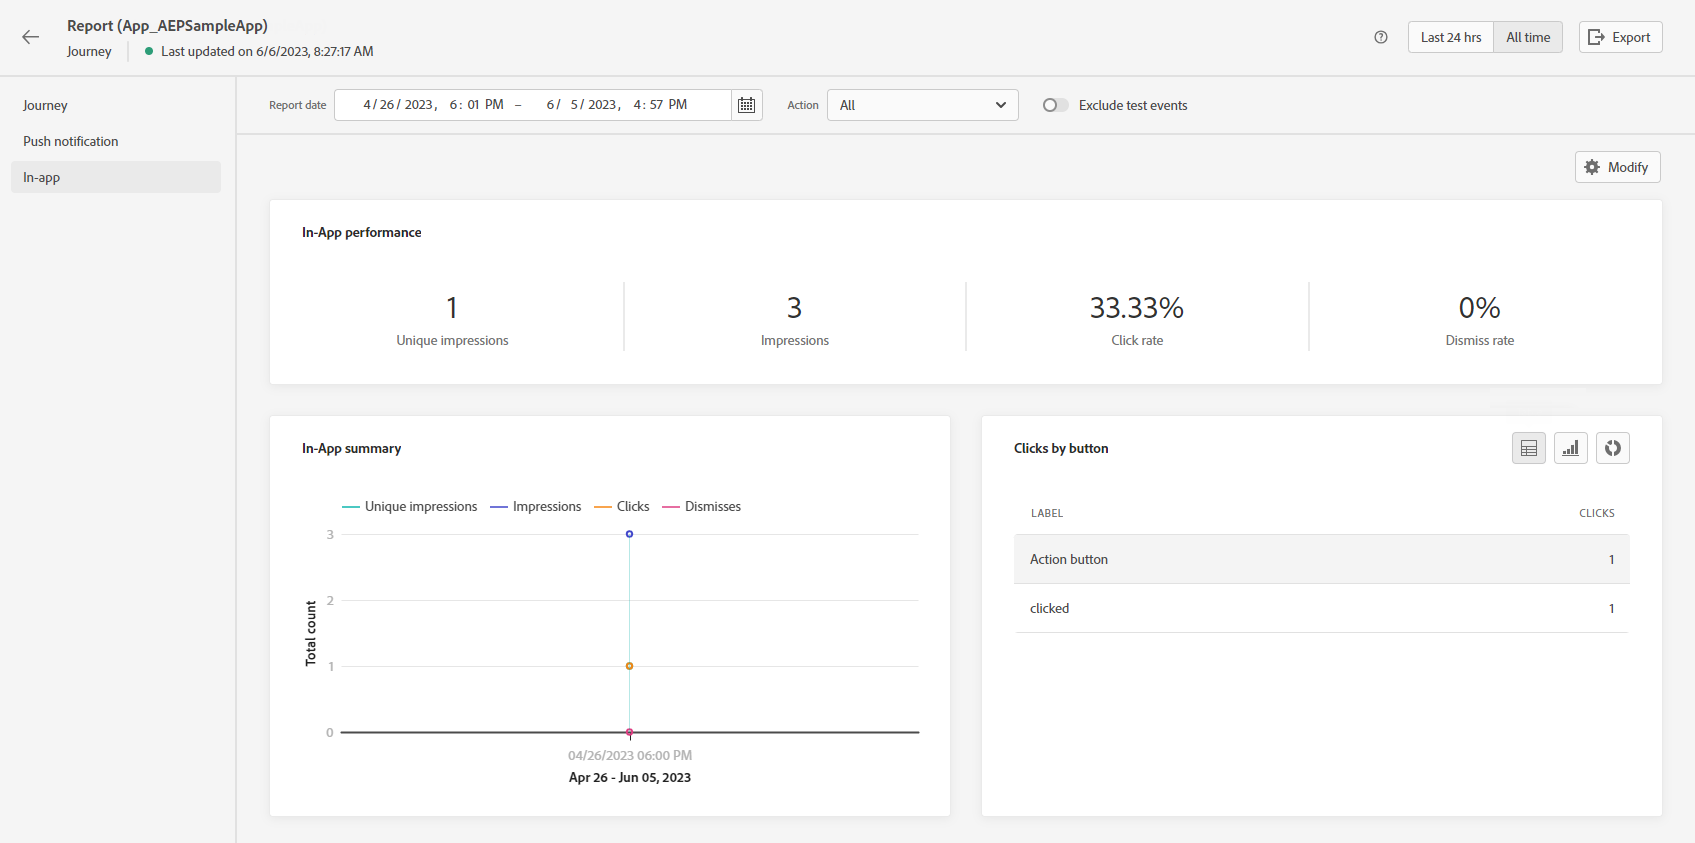 Report (App_AEPSampleApp)
Journey
Last updated on 6/6/2023, 8:27:17 AM
Last 24 hrs
All time
Export
Journey
Push notification
In-app
Report date
4/26/2023, 6:01 PM – 6/ 5/2023, 4:57 PM
Action
All
Exclude test events
Modify
In-App performance
1
Unique impressions
3
Impressions
33.33%
Click rate
0%
Dismiss rate
In-App summary
Unique impressions
Impressions
Clicks
Dismisses
Total count
3
2
1
0
04/26/2023 06:00 PM
Apr 26 - Jun 05, 2023
Clicks by button
LABEL CLICKS
Action button 1
clicked 1